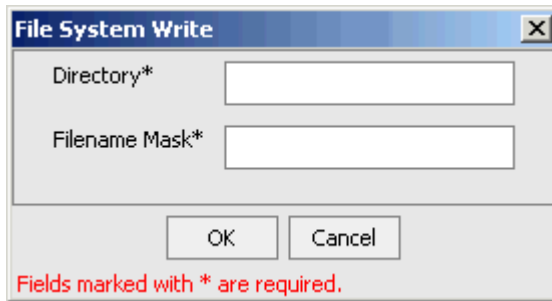 File System Write
Directory*
Filename Mask*
OK Cancel
Fields marked with * are required.